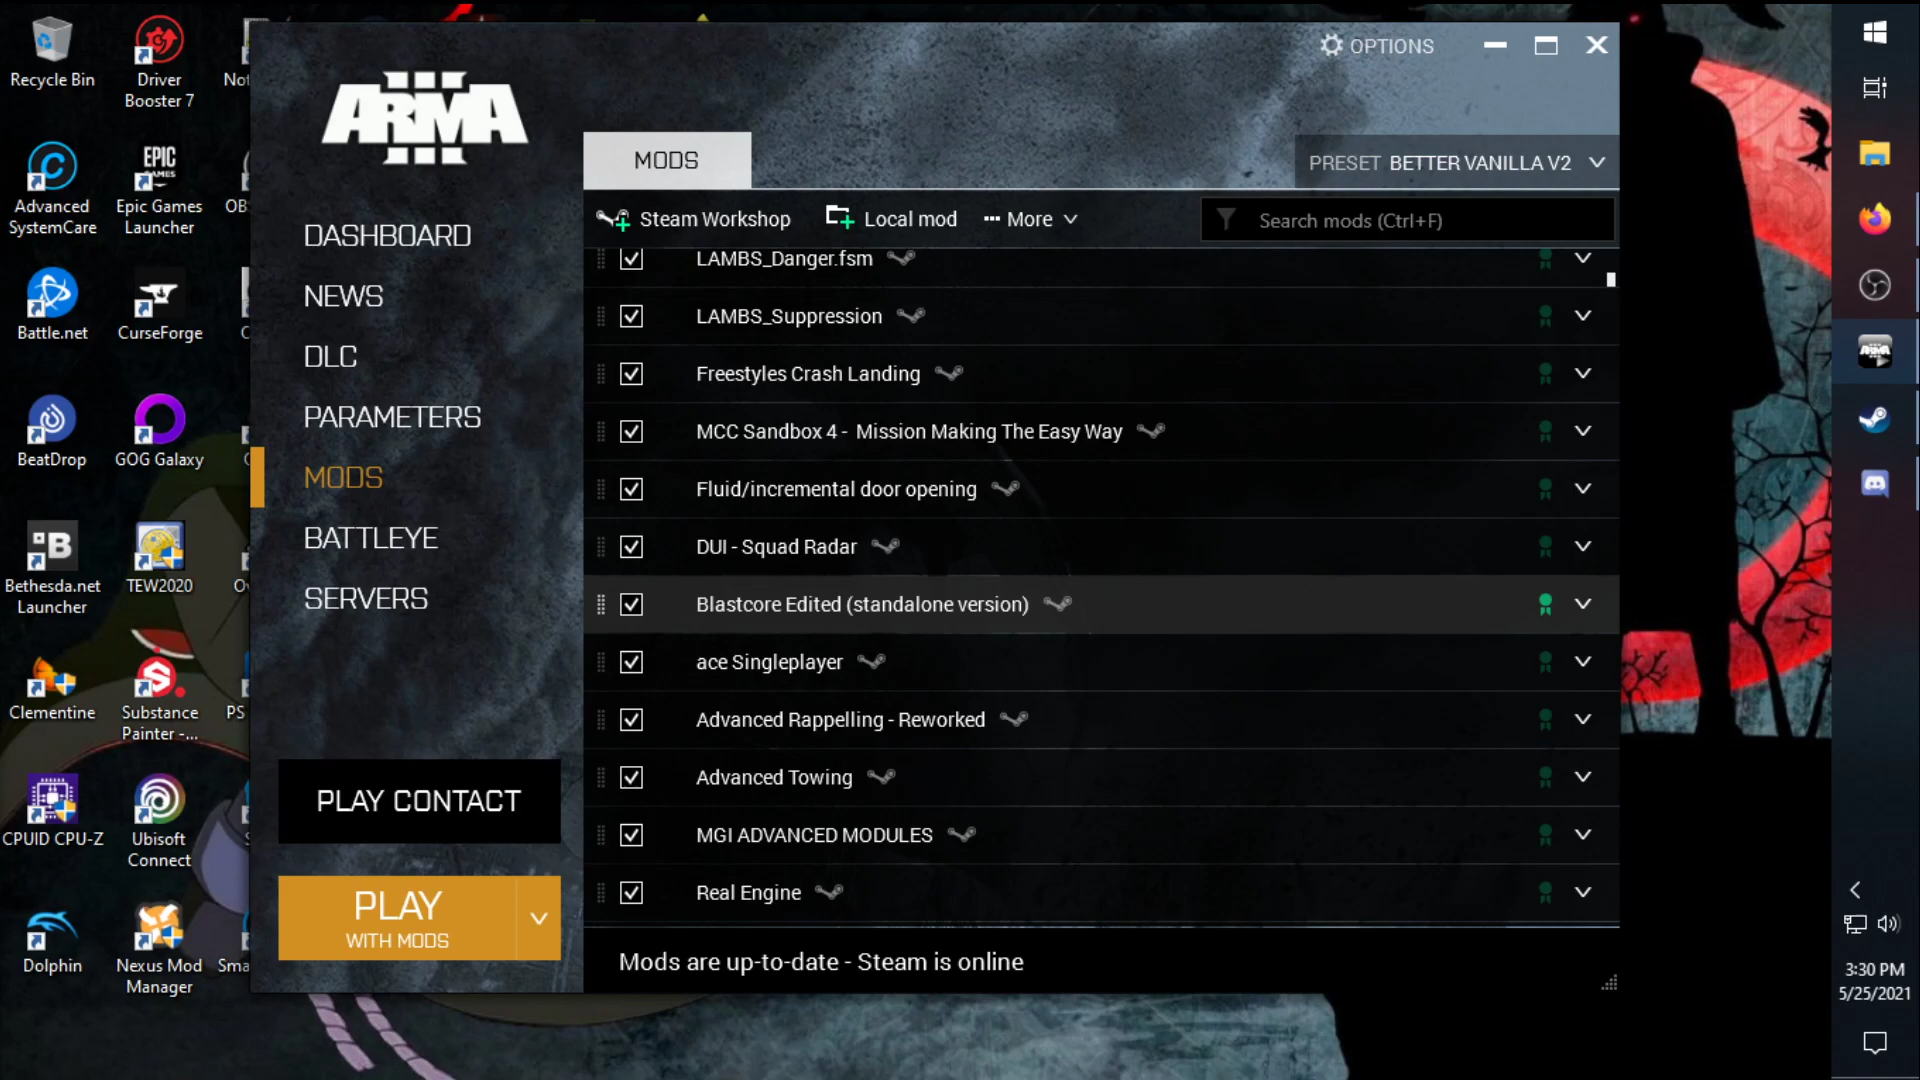 Recycle Bin
Driver
Booster 7
Advanced
SystemCare
EPIC
GAMES
Epic Games
Launcher
Battle.net
CurseForge
BeatDrop
GOG Galaxy
Bethesda.net
Launcher
TEW2020
Clementine
Substance
Painter -...
PS
CPUID CPU-Z
Ubisoft
Connect
Dolphin
Nexus Mod
Manager
ARMA III
DASHBOARD
NEWS
DLC
PARAMETERS
MODS
BATTLEYE
SERVERS
PLAY CONTACT
PLAY
WITH MODS
OPTIONS
MODS
PRESET BETTER VANILLA V2
Steam Workshop
Local mod
More
Search mods (Ctrl+F)
LAMBS_Danger.fsm
LAMBS_Suppression
Freestyles Crash Landing
MCC Sandbox 4 - Mission Making The Easy Way
Fluid/incremental door opening
DUI - Squad Radar
Blastcore Edited (standalone version)
ace Singleplayer
Advanced Rappelling - Reworked
Advanced Towing
MGI ADVANCED MODULES
Real Engine
Mods are up-to-date - Steam is online
3:30 PM
5/25/2021